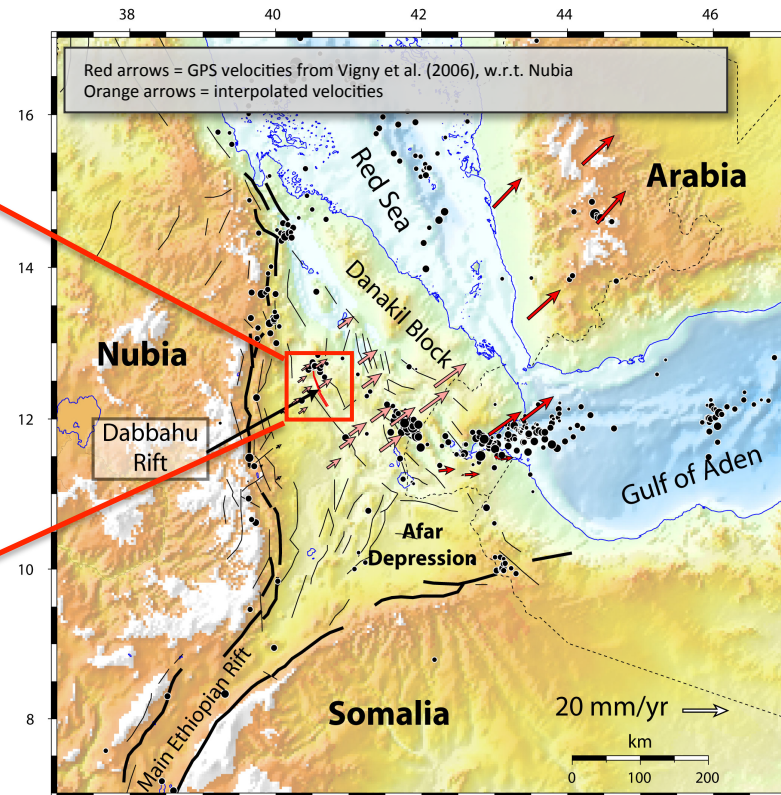 38 40 42 44 46
Red arrows = GPS velocities from Vigny et al. (2006), w.r.t. Nubia
Orange arrows = interpolated velocities
16
Red Sea
Arabia
14
Danakil Block
Nubia
12
Dabbahu
Rift
Gulf of Aden
Afar
Depression
10
Main Ethiopian Rift
Somalia
20 mm/yr
8
km
0 100 200